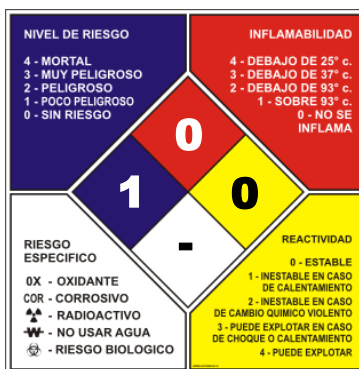 NIVEL DE RIESGO
4 - MORTAL
3 - MUY PELIGROSO
2 - PELIGROSO
1 - POCO PELIGROSO
0 - SIN RIESGO
INFLAMABILIDAD
4 - DEBAJO DE 25° c.
3 - DEBAJO DE 37° c.
2 - DEBAJO DE 93° c.
1 - SOBRE 93° c.
0 - NO SE
INFLAMA
0
1
0
-
RIESGO
ESPECIFICO
OX - OXIDANTE
COR - CORROSIVO
- RADIOACTIVO
W - NO USAR AGUA
- RIESGO BIOLOGICO
REACTIVIDAD
0 - ESTABLE
1 - INESTABLE EN CASO
DE CALENTAMIENTO
2 - INESTABLE EN CASO
DE CAMBIO QUIMICO VIOLENTO
3 - PUEDE EXPLOTAR EN CASO
DE CHOQUE O CALENTAMIENTO
4 - PUEDE EXPLOTAR